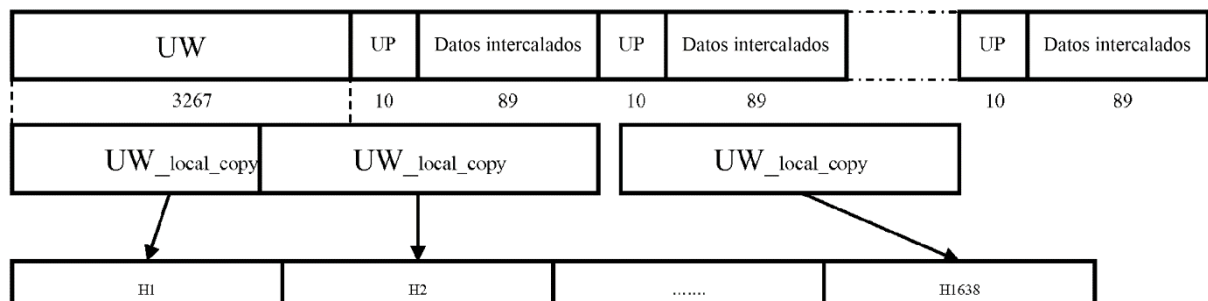 UW UP Datos intercalados UP Datos intercalados UP Datos intercalados
3267 10 89 10 89 10 89
UW_local_copy UW_local_copy UW_local_copy
H1 H2 ....... H1638